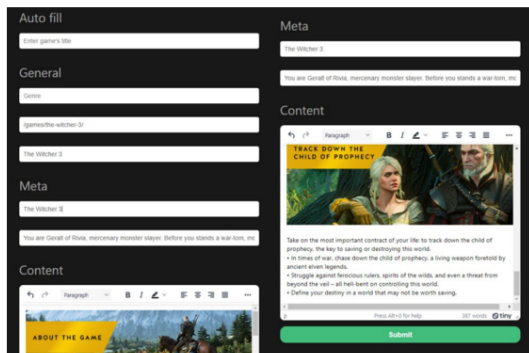 Auto fill
Enter game's title
General
Genre
/games/the-witcher-3/
The Witcher 3
Meta
The Witcher 3
You are Geralt of Rivia, mercenary monster slayer. Before you stands a war-torn, mo
Content
Paragraph
B I
ABOUT THE GAME
Meta
The Witcher 3
You are Geralt of Rivia, mercenary monster slayer. Before you stands a war-torn, mo
Content
Paragraph
B I
TRACK DOWN THE
CHILD OF PROPHECY
Take on the most important contract of your life: to track down the child of
prophecy, the key to saving or destroying this world.
• In times of war, chase down the child of prophecy, a living weapon foretold by
ancient elven legends.
• Struggle against ferocious rulers, spirits of the wilds, and even a threat from
beyond the veil – all hell-bent on controlling this world.
• Define your destiny in a world that may not be worth saving.
p Press Alt+0 for help 387 words tiny
Submit